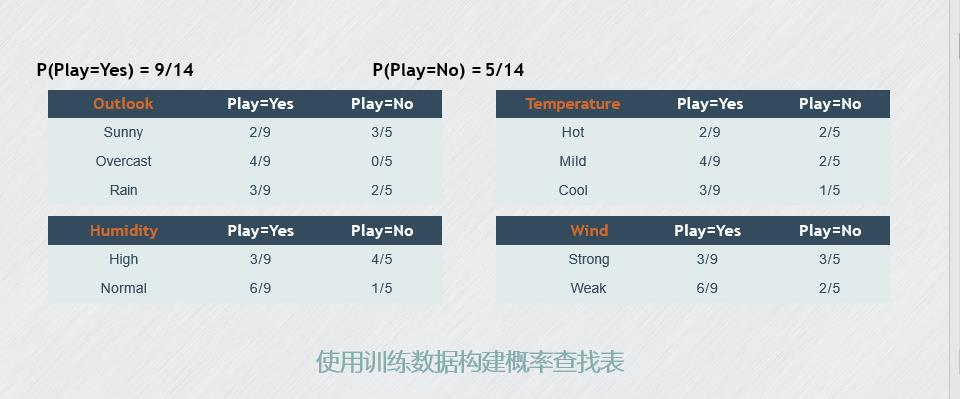 P(Play=Yes) = 9/14 P(Play=No) = 5/14
Outlook Play=Yes Play=No
Sunny 2/9 3/5
Overcast 4/9 0/5
Rain 3/9 2/5
Temperature Play=Yes Play=No
Hot 2/9 2/5
Mild 4/9 2/5
Cool 3/9 1/5
Humidity Play=Yes Play=No
High 3/9 4/5
Normal 6/9 1/5
Wind Play=Yes Play=No
Strong 3/9 3/5
Weak 6/9 2/5
使用训练数据构建概率查找表